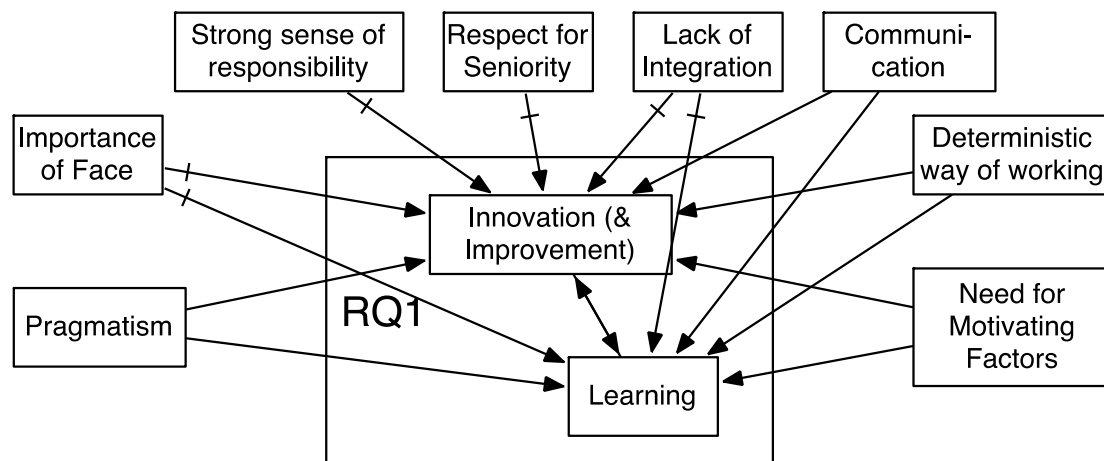 Strong sense of
responsibility
Respect for
Seniority
Lack of
Integration
Communi-
cation
Importance
of Face
Deterministic
way of working
Innovation (&
Improvement)
Pragmatism
RQ1
Need for
Motivating
Factors
Learning